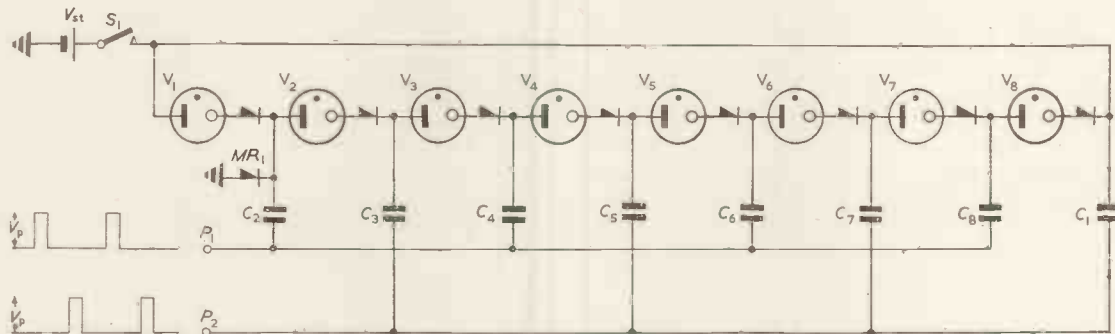 Vst S1
V1 V2 V3 V4 V5 V6 V7 V8
MR1
C2 C3 C4 C5 C6 C7 C8 C1
Vp P1
Vp P2